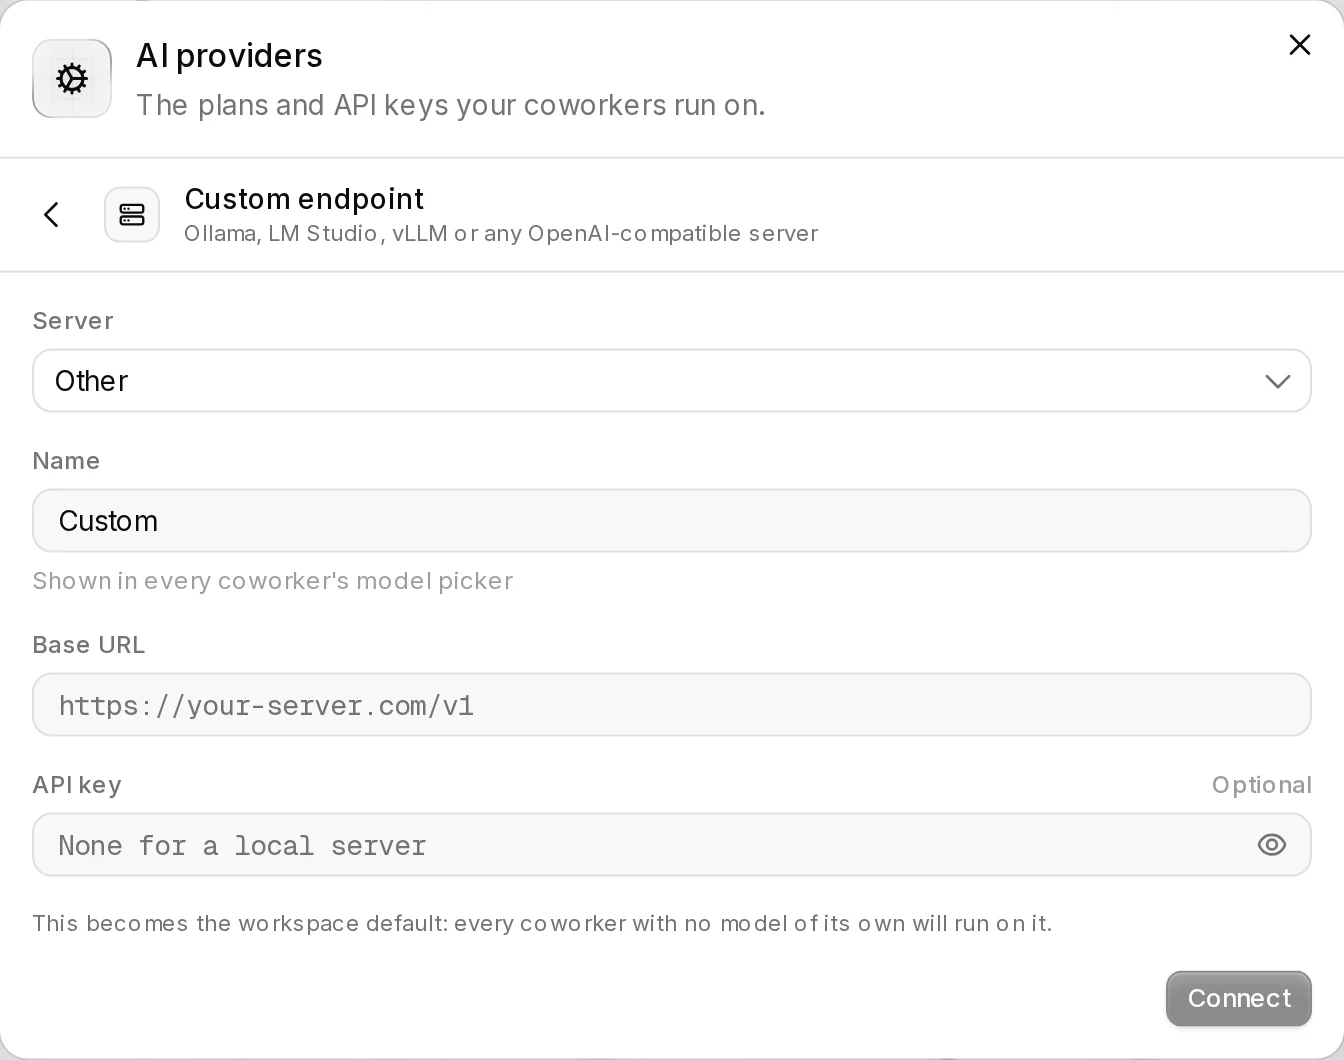 AI providers
The plans and API keys your coworkers run on.
Custom endpoint
Ollama, LM Studio, vLLM or any OpenAI-compatible server
Server
Other
Name
Custom
Shown in every coworker's model picker
Base URL
https://your-server.com/v1
API key
Optional
None for a local server
This becomes the workspace default: every coworker with no model of its own will run on it.
Connect